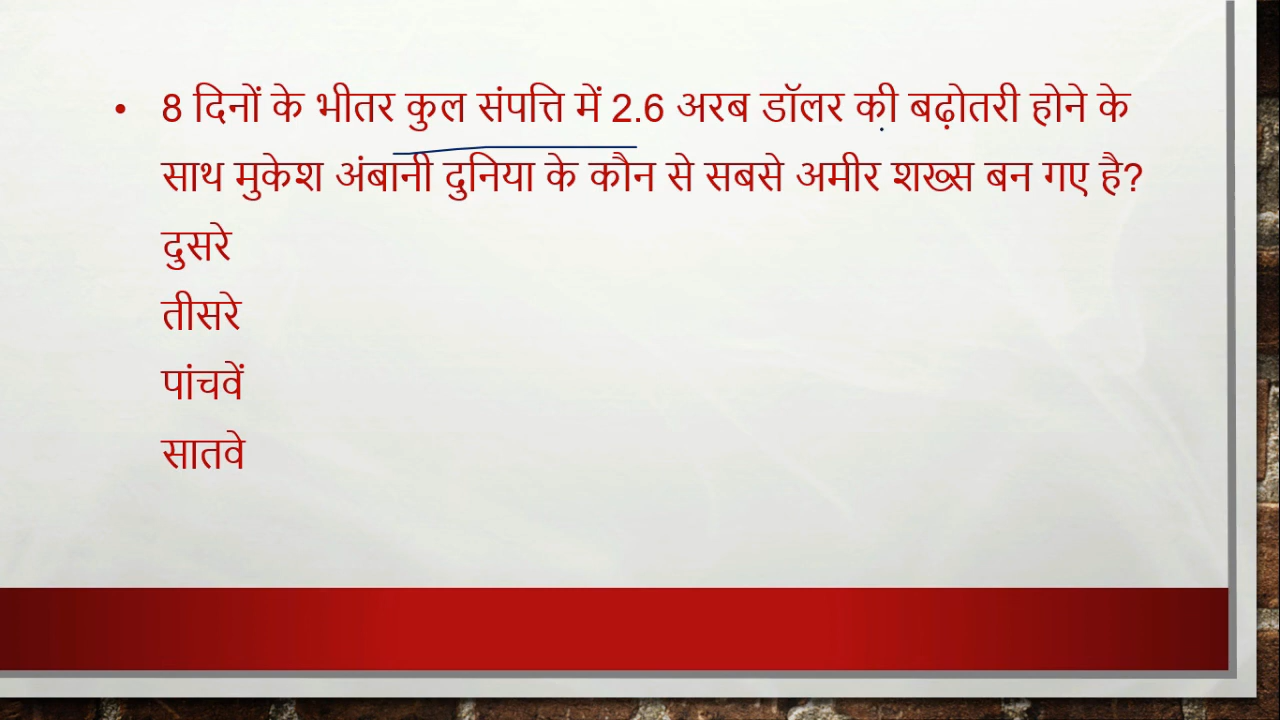 • 8 दिनों के भीतर कुल संपत्ति में 2.6 अरब डॉलर की बढ़ोतरी होने के
साथ मुकेश अंबानी दुनिया के कौन से सबसे अमीर शख्स बन गए है?
दुसरे
तीसरे
पांचवें
सातवे